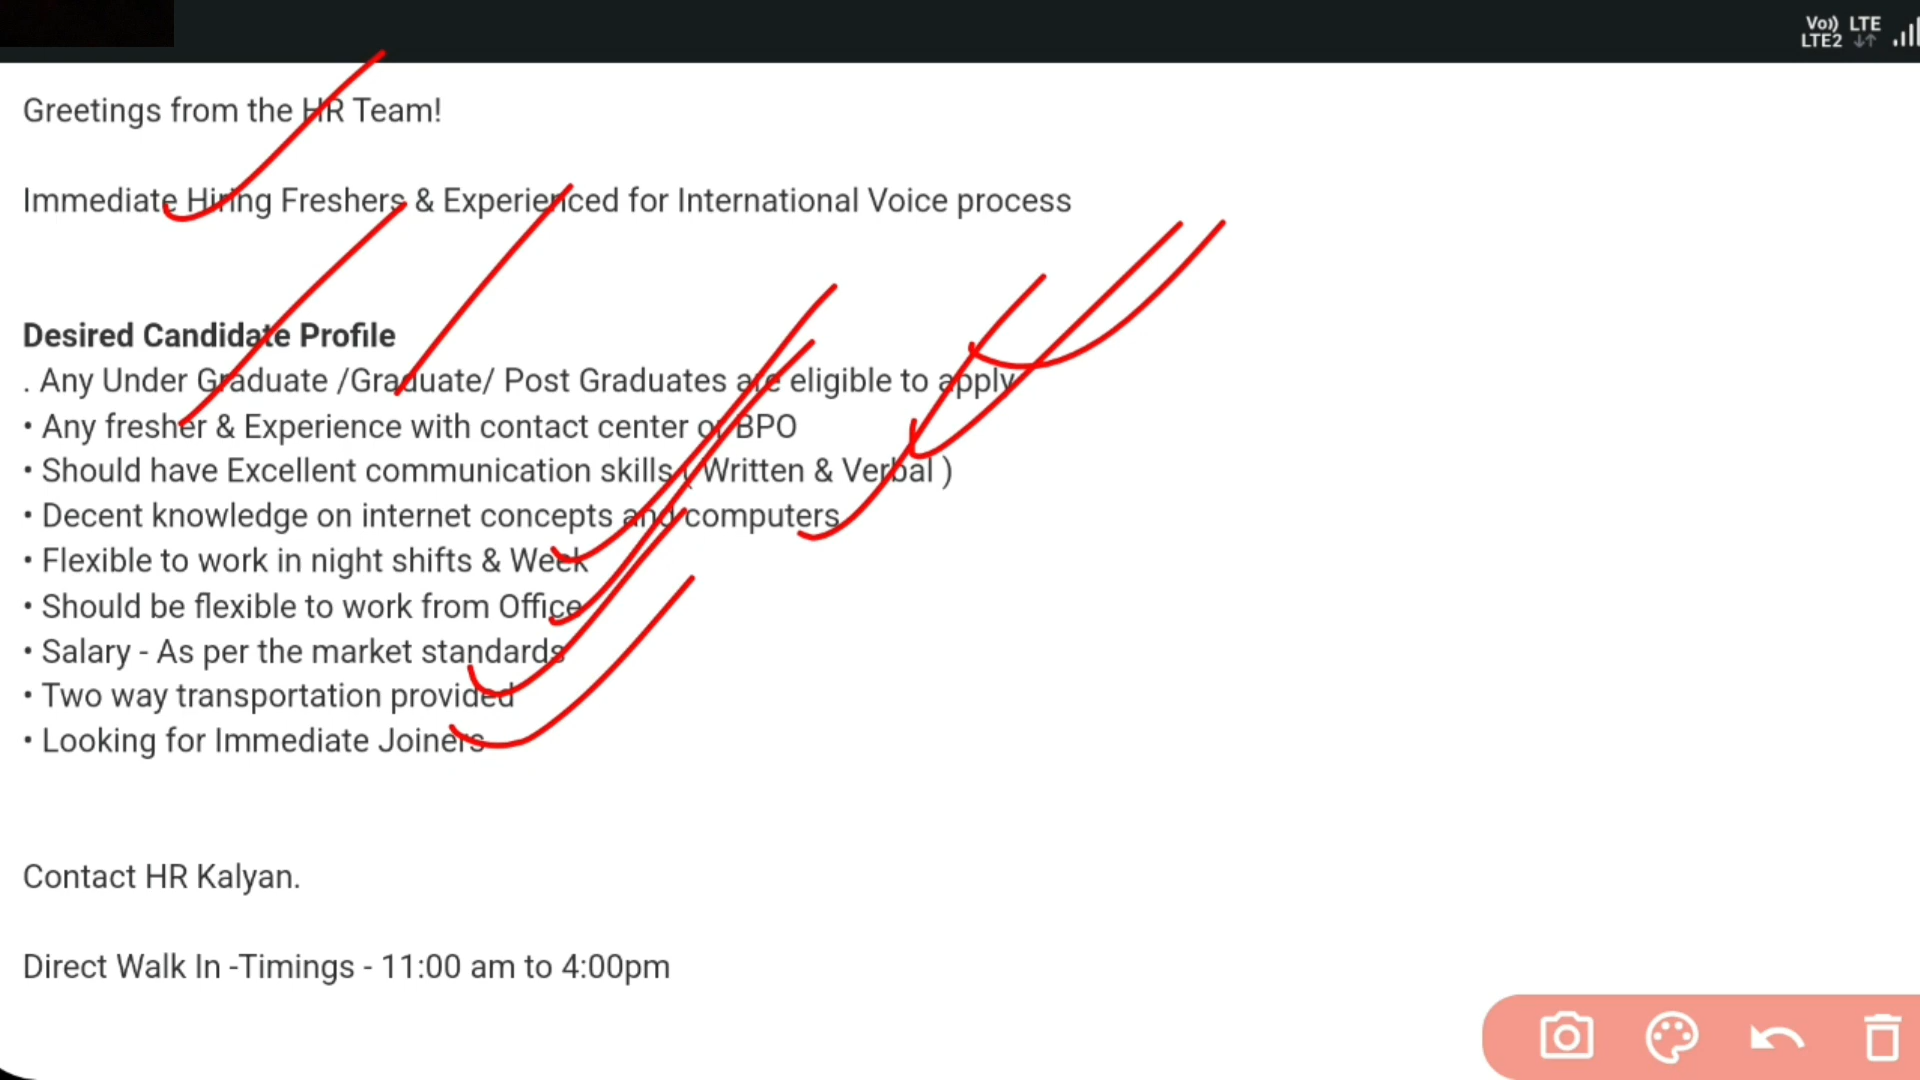 Vo)) LTE
LTE2
Greetings from the HR Team!
Immediate Hiring Freshers & Experienced for International Voice process
Desired Candidate Profile
. Any Under Graduate /Graduate/ Post Graduates are eligible to apply
• Any fresher & Experience with contact center or BPO
• Should have Excellent communication skills ( Written & Verbal )
• Decent knowledge on internet concepts and computers
• Flexible to work in night shifts & Week
• Should be flexible to work from Office
• Salary - As per the market standards
• Two way transportation provided
• Looking for Immediate Joiners
Contact HR Kalyan.
Direct Walk In -Timings - 11:00 am to 4:00pm